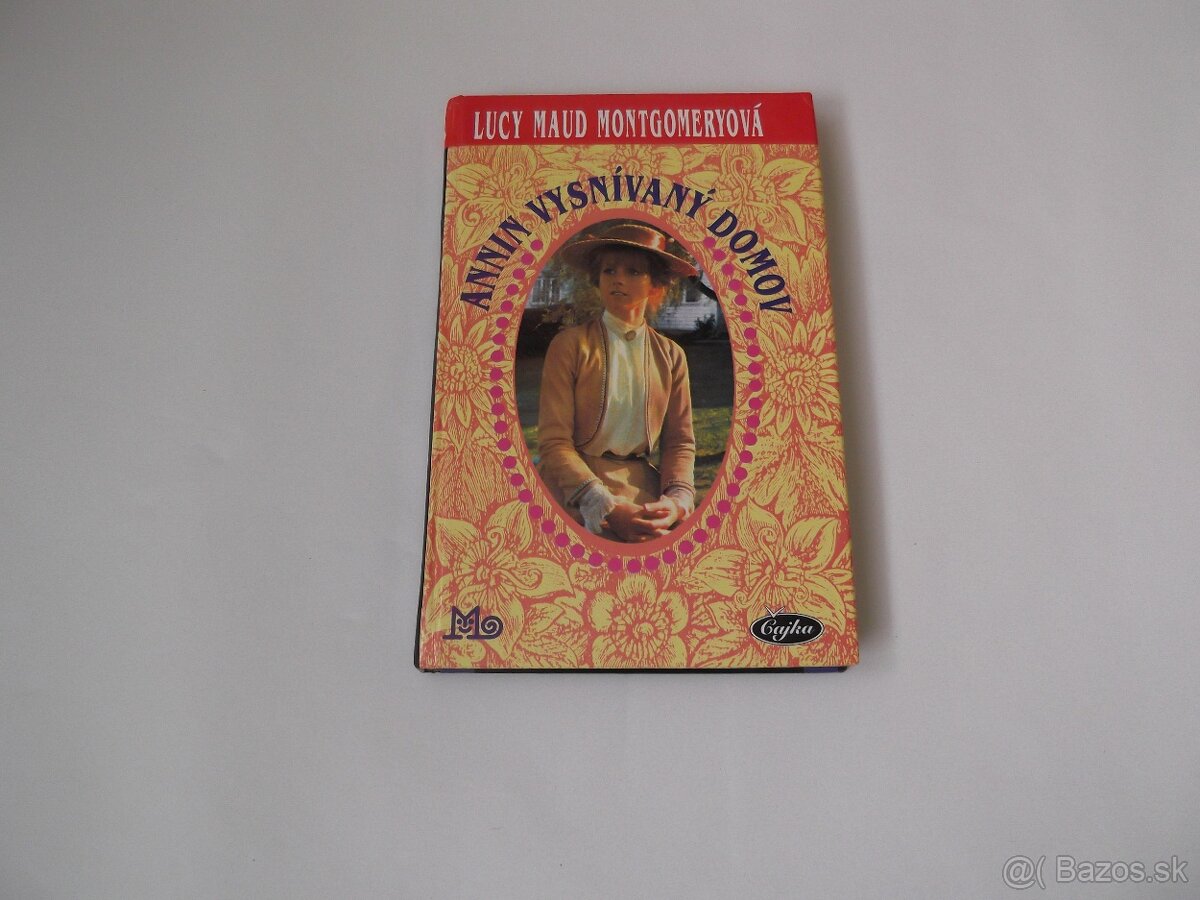 LUCY MAUD MONTGOMERYOVÁ
ANNIN VYSNÍVANÝ DOMOV
M
Čajka
@( Bazos.sk